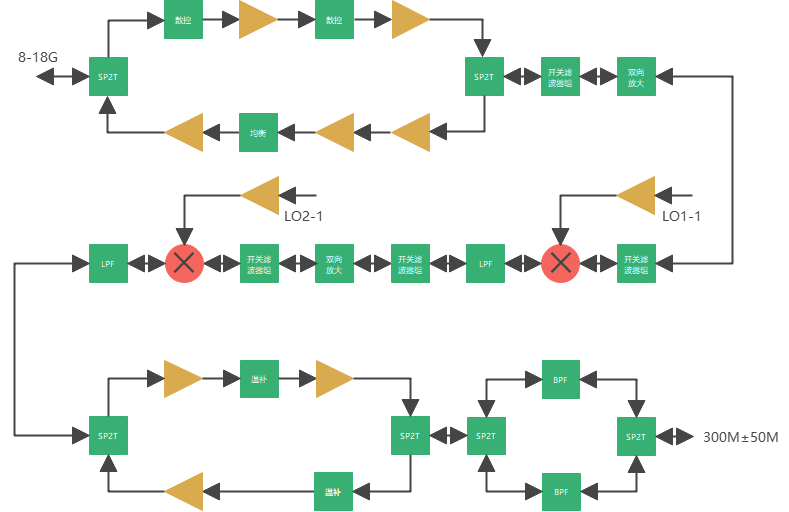 数控
数控
8-18G
SP2T
SP2T
开关滤
波器组
双向
放大
均衡
LO2-1
LO1-1
LPF
开关滤
波器组
双向
放大
开关滤
波器组
LPF
开关滤
波器组
温补
BPF
SP2T
SP2T
SP2T
SP2T
300M±50M
温补
BPF